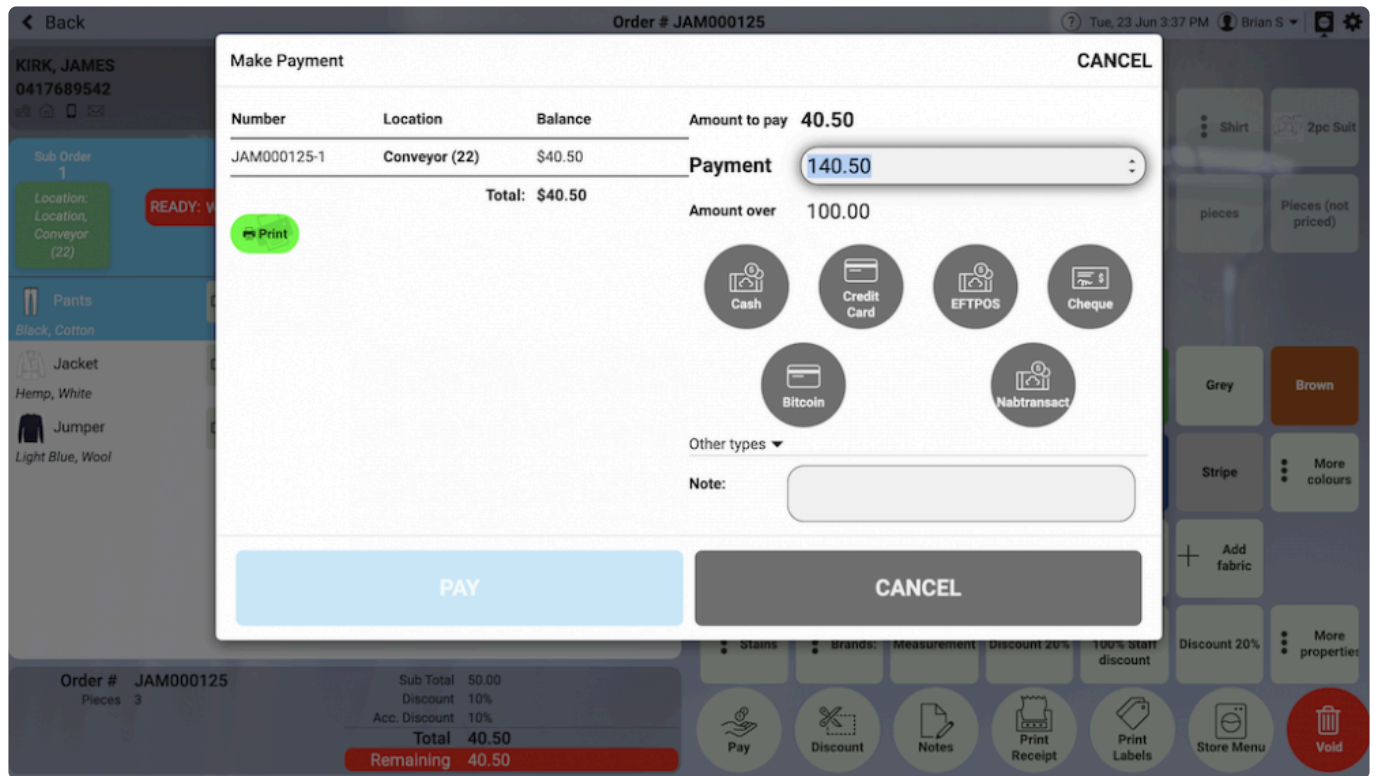 Back
Order # JAM000125
? Tue, 23 Jun 3:37 PM Brian S
KIRK, JAMES
0417689542
Sub Order
1
Location:
Location,
Conveyor
(22)
READY:
Pants
Black, Cotton
Jacket
Hemp, White
Jumper
Light Blue, Wool
Make Payment
CANCEL
Number Location Balance
JAM000125-1 Conveyor (22) $40.50
Total: $40.50
Print
Amount to pay 40.50
Payment 140.50
Amount over 100.00
Cash
Credit
Card
EFTPOS
Cheque
Bitcoin
Nabtransact
Other types
Note:
PAY
CANCEL
Shirt
2pc Suit
pieces
Pieces (not
priced)
Grey
Brown
Stripe
More
colours
Add
fabric
Stains
Brands:
Measurement
Discount 20%
100% Staff
discount
Discount 20%
More
properties
Order # JAM000125
Pieces 3
Sub Total 50.00
Discount 10%
Acc. Discount 10%
Total 40.50
Remaining 40.50
Pay
Discount
Notes
Print
Receipt
Print
Labels
Store Menu
Void